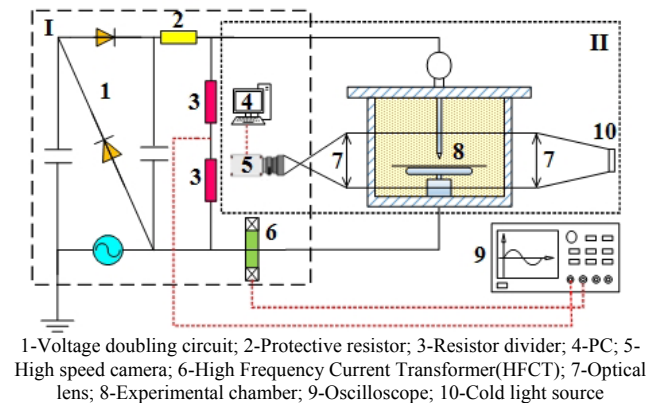 I
2
II
1
3
4
10
5
7
8
7
3
6
9
1-Voltage doubling circuit; 2-Protective resistor; 3-Resistor divider; 4-PC; 5-
High speed camera; 6-High Frequency Current Transformer(HFCT); 7-Optical
lens; 8-Experimental chamber; 9-Oscilloscope; 10-Cold light source